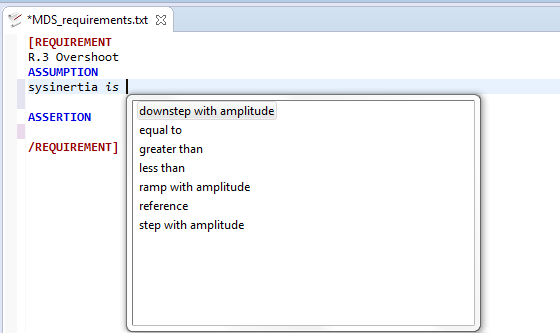 *MDS_requirements.txt
[REQUIREMENT
R.3 Overshoot
ASSUMPTION
sysinertia is
ASSERTION
/REQUIREMENT]
downstep with amplitude
equal to
greater than
less than
ramp with amplitude
reference
step with amplitude